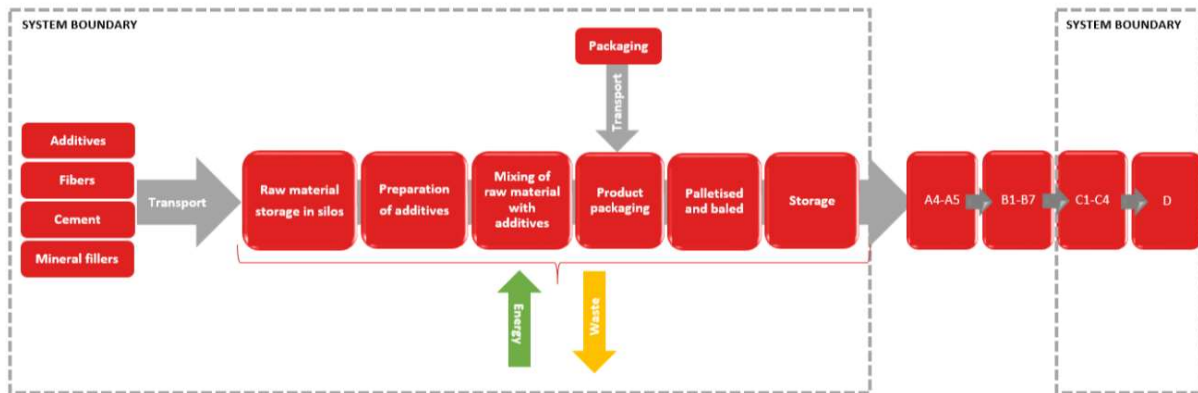 SYSTEM BOUNDARY
SYSTEM BOUNDARY
Packaging
Transport
Additives
Fibers
Cement
Mineral fillers
Transport
Raw material
storage in silos
Preparation
of additives
Mixing of
raw material
with
additives
Product
packaging
Palletised
and baled
Storage
A4-A5
B1-B7
C1-C4
D
Energy
Waste